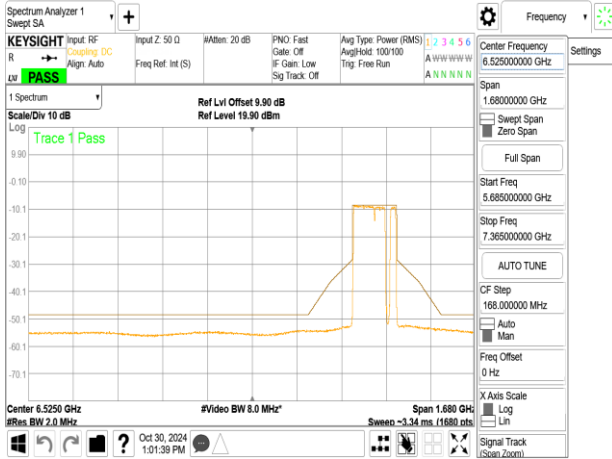 Spectrum Analyzer 1
Swept SA
+
Frequency
KEYSIGHT
R
LXI
PASS
Input: RF
Coupling: DC
Align: Auto
Input Z: 50 Ω
Freq Ref: Int (S)
#Atten: 20 dB
PNO: Fast
Gate: Off
IF Gain: Low
Sig Track: Off
Avg Type: Power (RMS)
Avg|Hold: 100/100
Trig: Free Run
1 2 3 4 5 6
A W W W W W
A N N N N N
1 Spectrum
Scale/Div 10 dB
Ref Lvl Offset 9.90 dB
Ref Level 19.90 dBm
Log
Trace 1 Pass
9.90
-0.10
-10.1
-20.1
-30.1
-40.1
-50.1
-60.1
-70.1
Center 6.5250 GHz
#Res BW 2.0 MHz
#Video BW 8.0 MHz*
Span 1.680 GHz
Sweep ~3.34 ms (1680 pts)
Center Frequency
6.525000000 GHz
Settings
Span
1.68000000 GHz
Swept Span
Zero Span
Full Span
Start Freq
5.685000000 GHz
Stop Freq
7.365000000 GHz
AUTO TUNE
CF Step
168.000000 MHz
Auto
Man
Freq Offset
0 Hz
X Axis Scale
Log
Lin
Signal Track
(Span Zoom)
?
Oct 30, 2024
1:01:39 PM